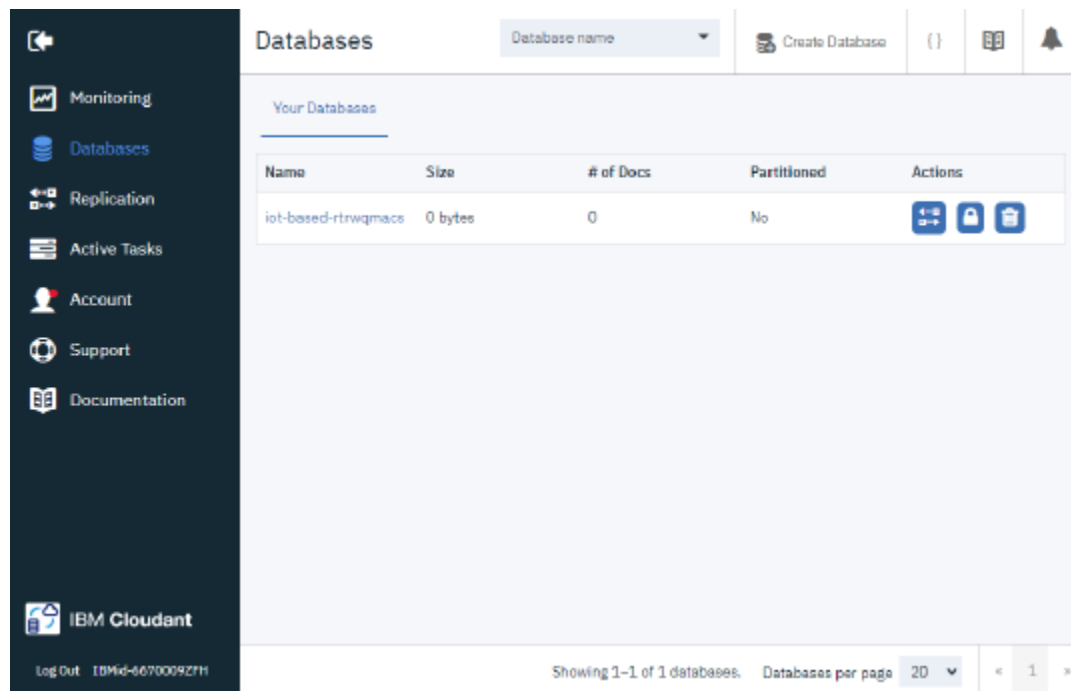 Databases
Database name
Create Database
{ }
Monitoring
Databases
Replication
Active Tasks
Account
Support
Documentation
Your Databases
Name Size # of Docs Partitioned Actions
iot-based-rtrwqmacs 0 bytes 0 No
IBM Cloudant
Log Out IBMid-6670009ZFH
Showing 1–1 of 1 databases. Databases per page 20 « 1 »